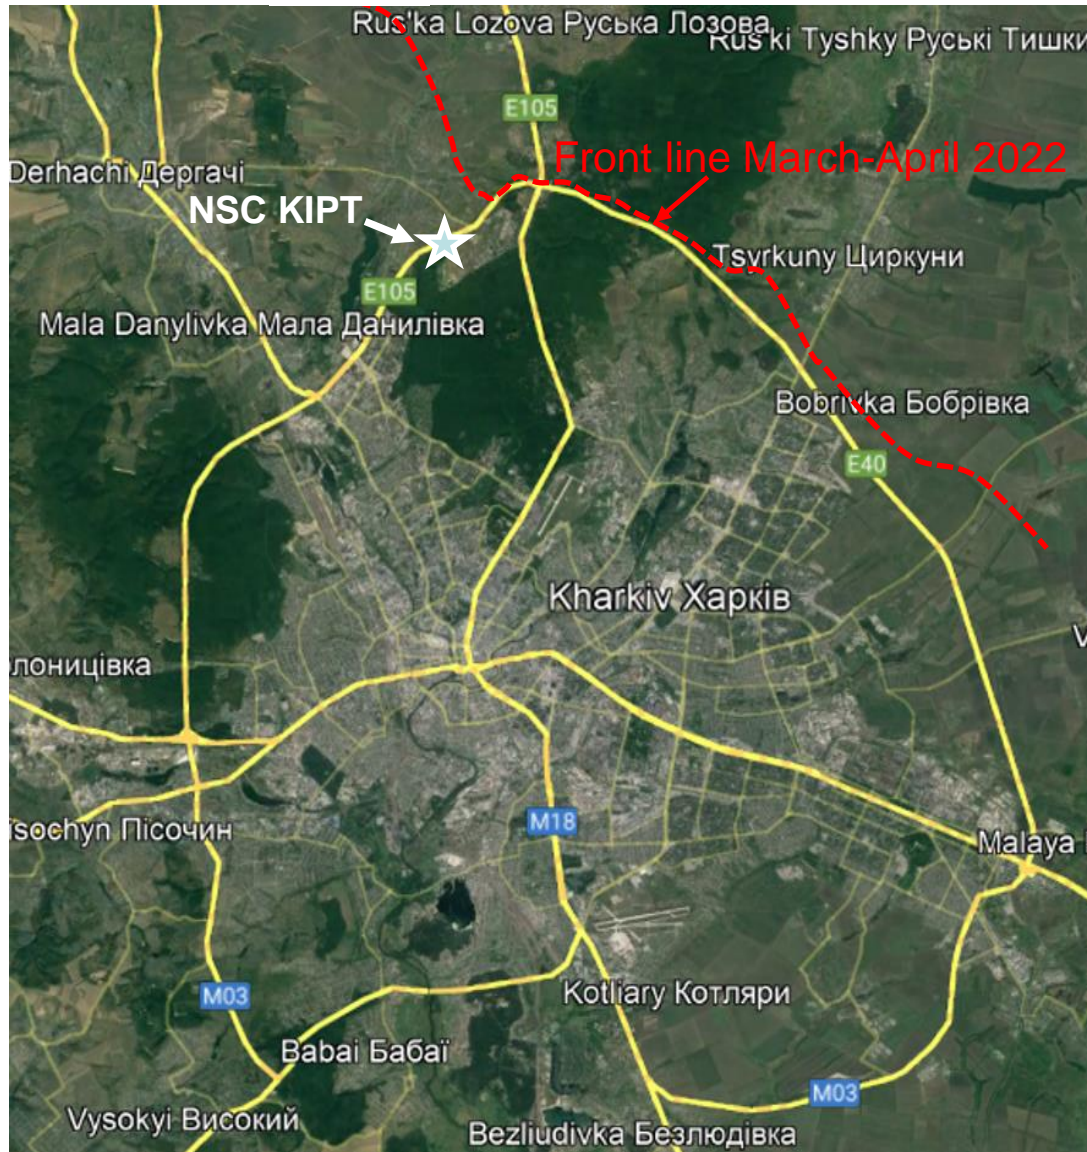 Rus'ka Lozova Руська Лозова
Rus'ki Tyshky Руські Тишки
E105
Front line March-April 2022
Derhachi Дергачі
NSC KIPT
Tsyrkuny Циркуни
E105
Mala Danylivka Мала Данилівка
Bobrivka Бобрівка
E40
Kharkiv Харків
лоницівка
isochyn Пісочин
M18
Malaya
M03
Kotliary Котляри
Babai Бабаї
M03
Vysokyi Високий
Bezliudivka Безлюдівка